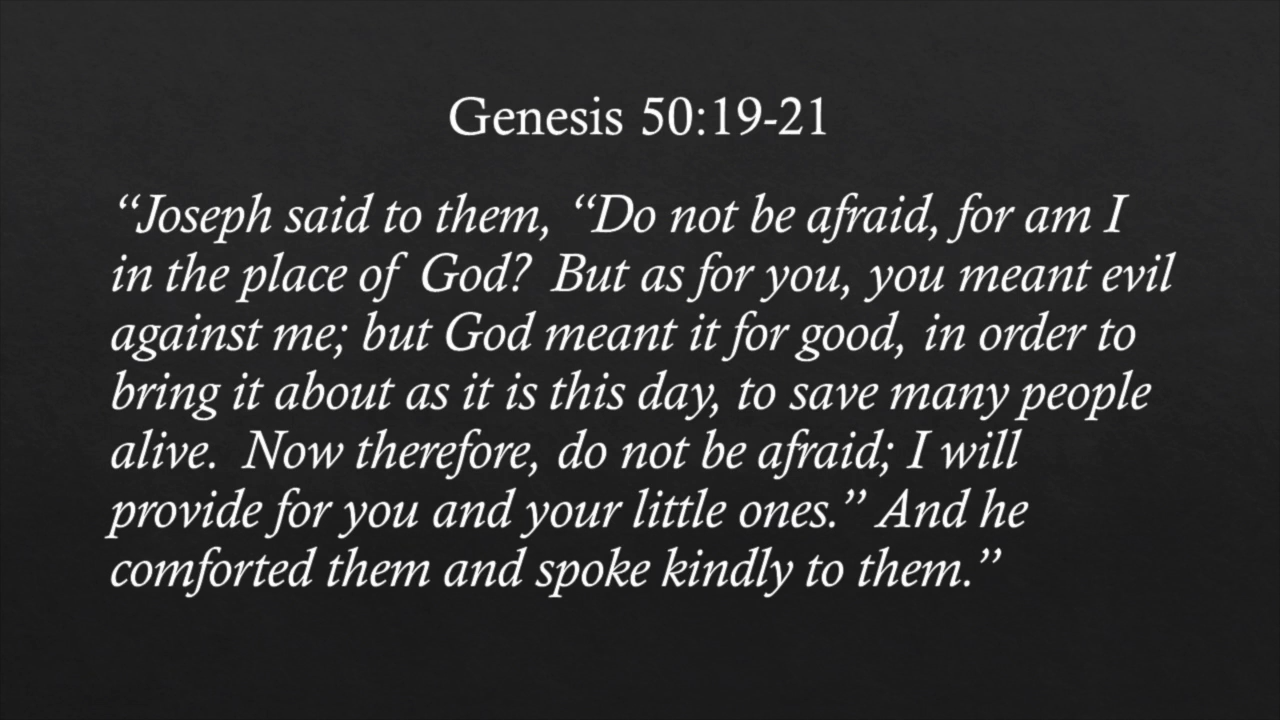 Genesis 50:19-21
“Joseph said to them, “Do not be afraid, for am I
in the place of God? But as for you, you meant evil
against me; but God meant it for good, in order to
bring it about as it is this day, to save many people
alive. Now therefore, do not be afraid; I will
provide for you and your little ones.” And he
comforted them and spoke kindly to them.”